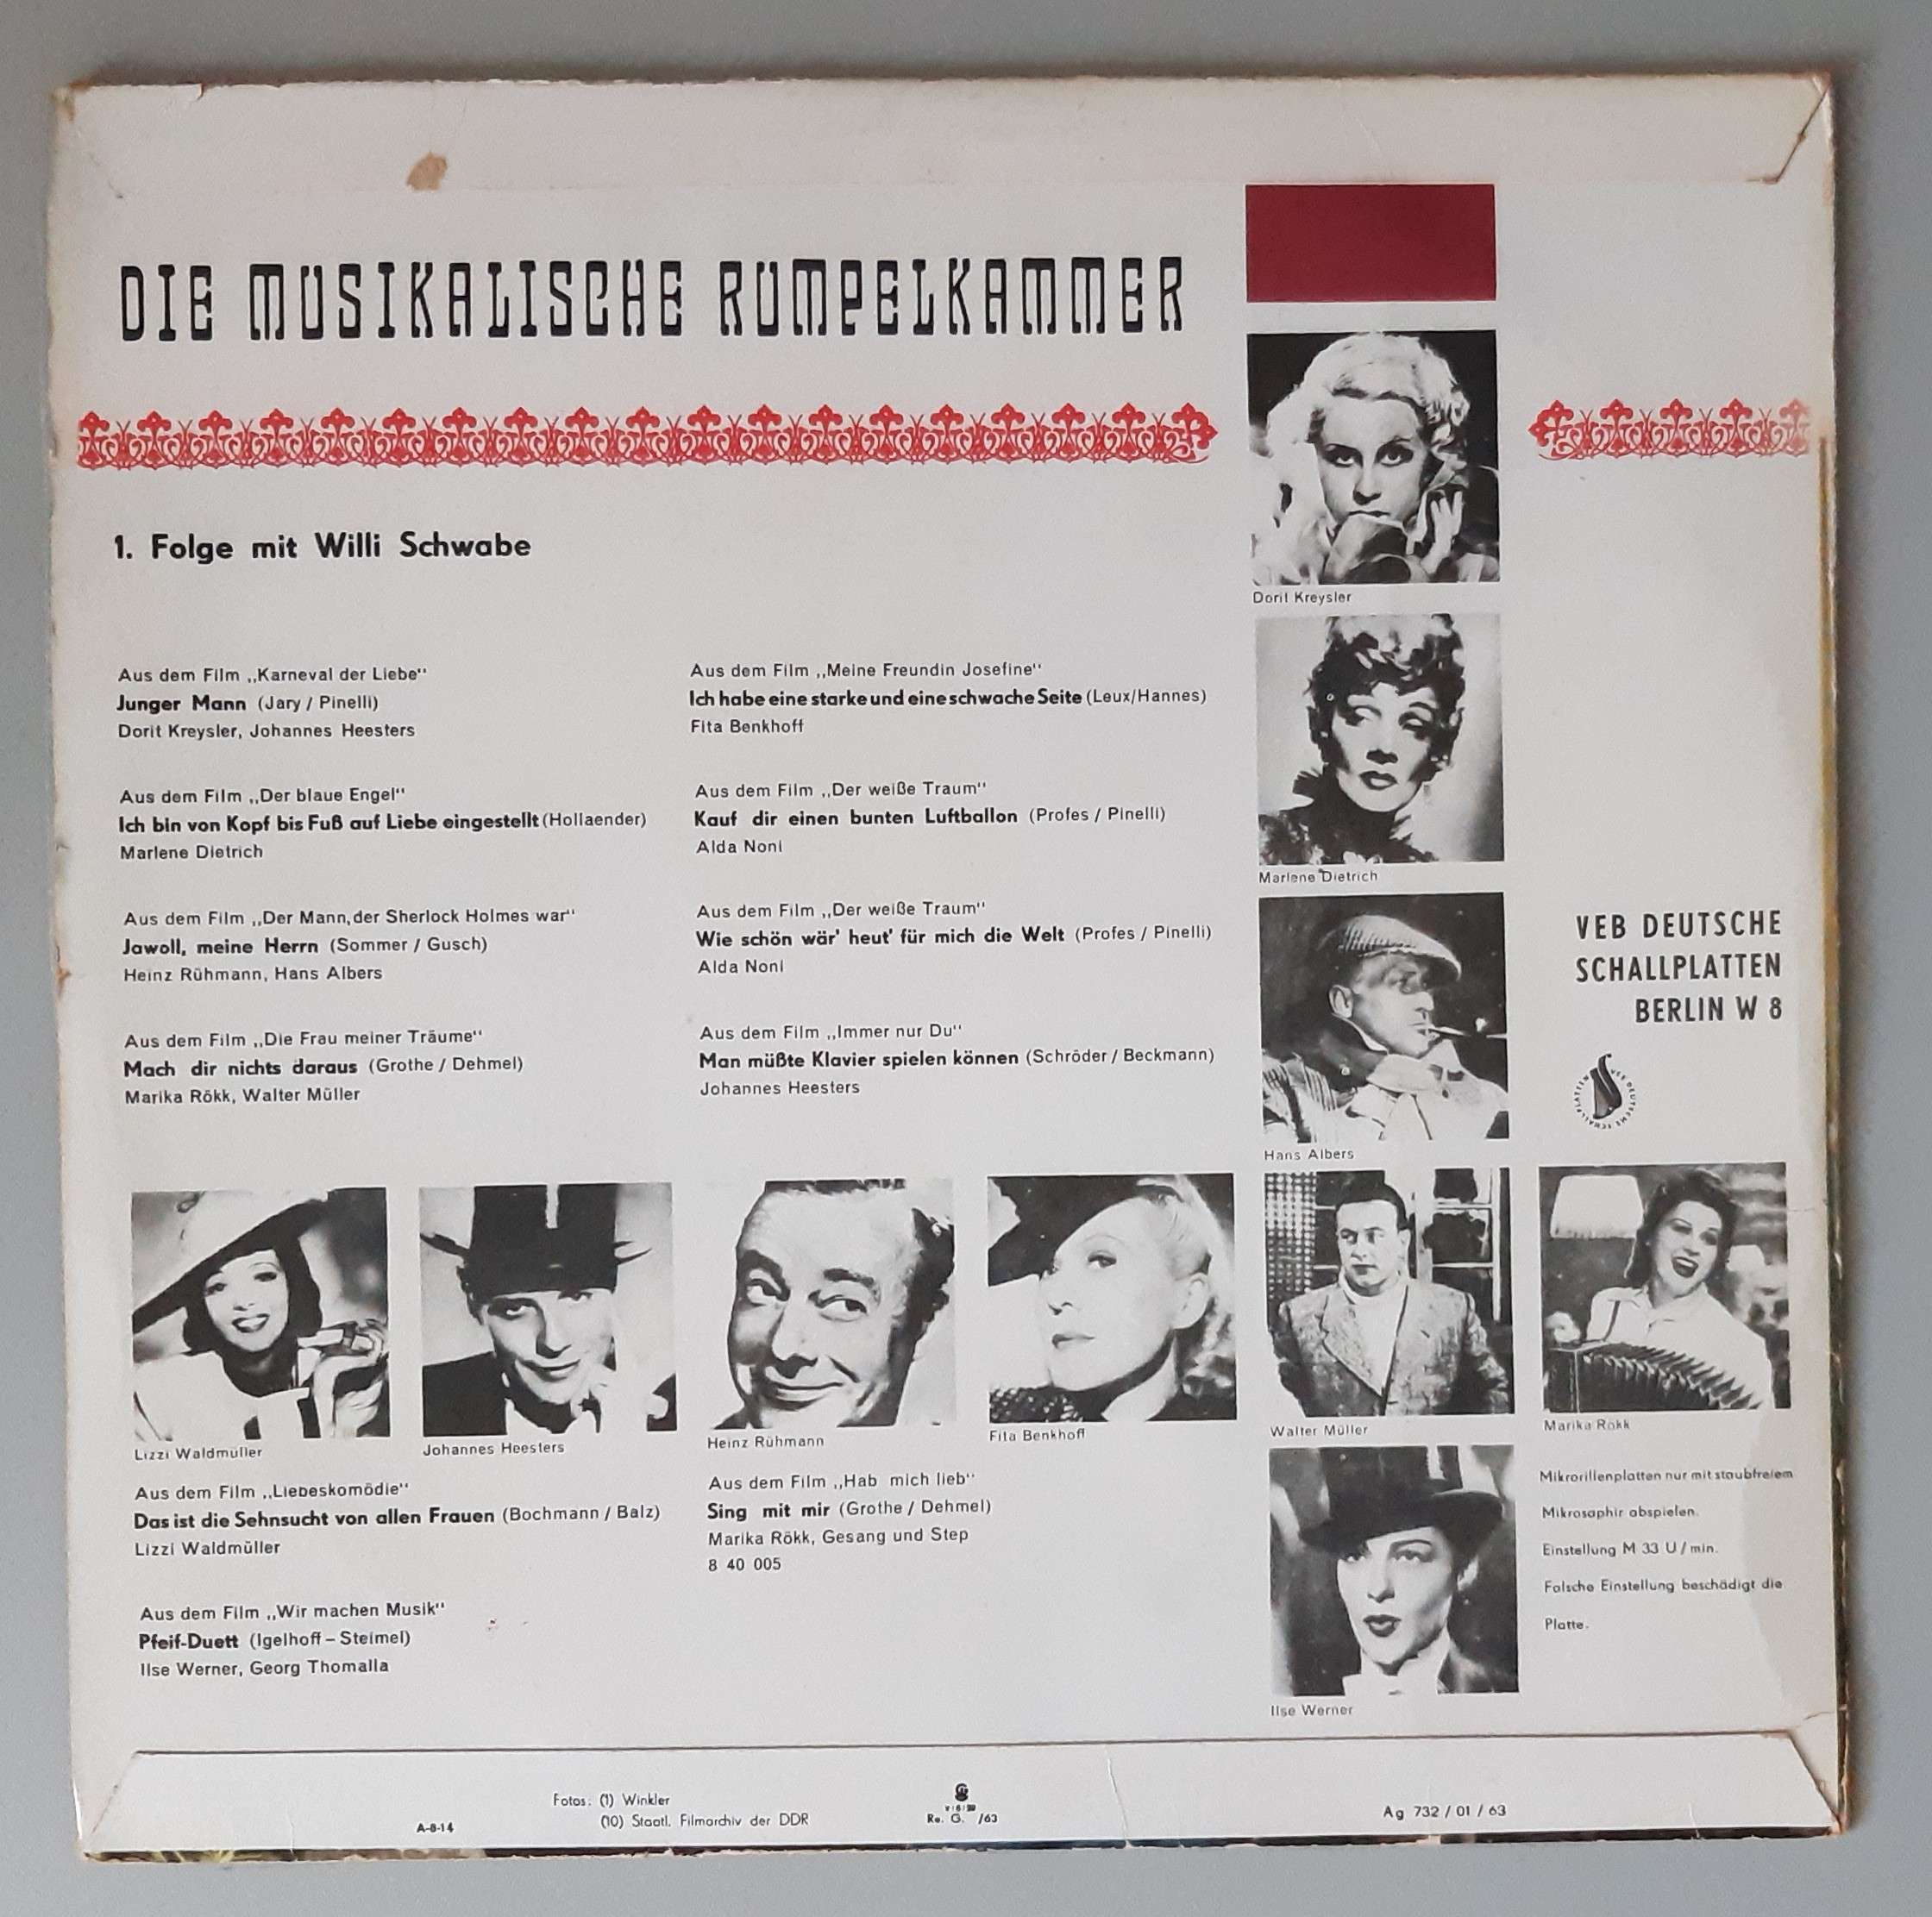 DIE MUSIKALISCHE RUMPELKAMMER
1. Folge mit Willi Schwabe
Aus dem Film „Karneval der Liebe“
Junger Mann (Jary / Pinelli)
Dorit Kreysler, Johannes Heesters
Aus dem Film „Der blaue Engel“
Ich bin von Kopf bis Fuß auf Liebe eingestellt (Hollaender)
Marlene Dietrich
Aus dem Film „Der Mann, der Sherlock Holmes war“
Jawoll, meine Herrn (Sommer / Gusch)
Heinz Rühmann, Hans Albers
Aus dem Film „Die Frau meiner Träume“
Mach dir nichts daraus (Grothe / Dehmel)
Marika Rökk, Walter Müller
Aus dem Film „Meine Freundin Josefine“
Ich habe eine starke und eine schwache Seite (Leux/Hannes)
Fita Benkhoff
Aus dem Film „Der weiße Traum“
Kauf dir einen bunten Luftballon (Profes / Pinelli)
Alda Noni
Aus dem Film „Der weiße Traum“
Wie schön wär' heut' für mich die Welt (Profes / Pinelli)
Alda Noni
Aus dem Film „Immer nur Du“
Man müßte Klavier spielen können (Schröder / Beckmann)
Johannes Heesters
Dorit Kreysler
Marlene Dietrich
Hans Albers
VEB DEUTSCHE
SCHALLPLATTEN
BERLIN W 8
VEB DEUTSCHE SCHALLPLATTEN
Lizzi Waldmüller
Johannes Heesters
Heinz Rühmann
Fita Benkhoff
Walter Müller
Marika Rökk
Aus dem Film „Liebeskomödie“
Das ist die Sehnsucht von allen Frauen (Bochmann / Balz)
Lizzi Waldmüller
Aus dem Film „Wir machen Musik“
Pfeif-Duett (Igelhoff – Steimel)
Ilse Werner, Georg Thomalla
Aus dem Film „Hab mich lieb“
Sing mit mir (Grothe / Dehmel)
Marika Rökk, Gesang und Step
8 40 005
Ilse Werner
Mikrorillenplatten nur mit staubfreiem
Mikrosaphir abspielen.
Einstellung M 33 U / min.
Falsche Einstellung beschädigt die
Platte.
A-8-14
Fotos: (1) Winkler
(10) Staatl. Filmarchiv der DDR
Re. G. /63
Ag 732 / 01 / 63